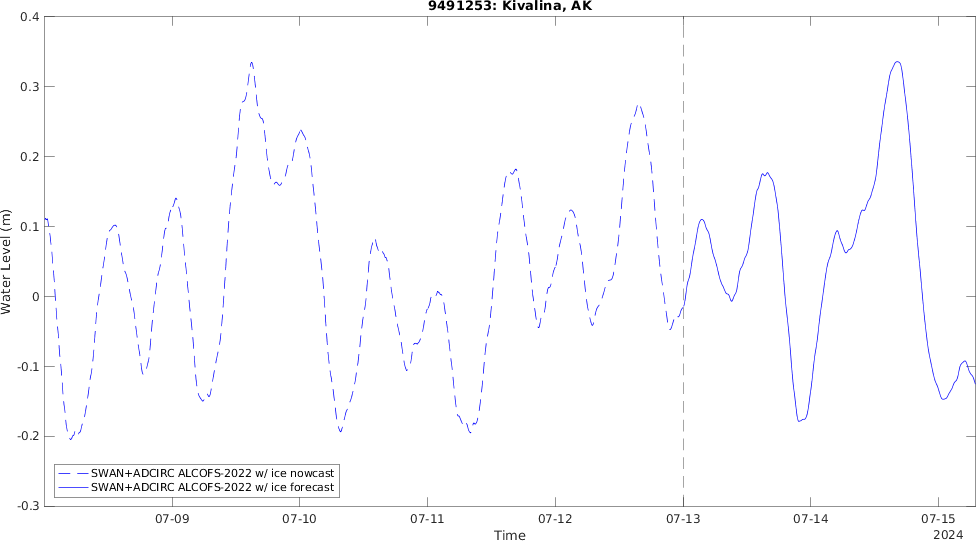 9491253: Kivalina, AK
0.4
0.3
0.2
0.1
0
-0.1
-0.2
-0.3
Water Level (m)
SWAN+ADCIRC ALCOFS-2022 w/ ice nowcast
SWAN+ADCIRC ALCOFS-2022 w/ ice forecast
07-09 07-10 07-11 07-12 07-13 07-14 07-15
Time
2024